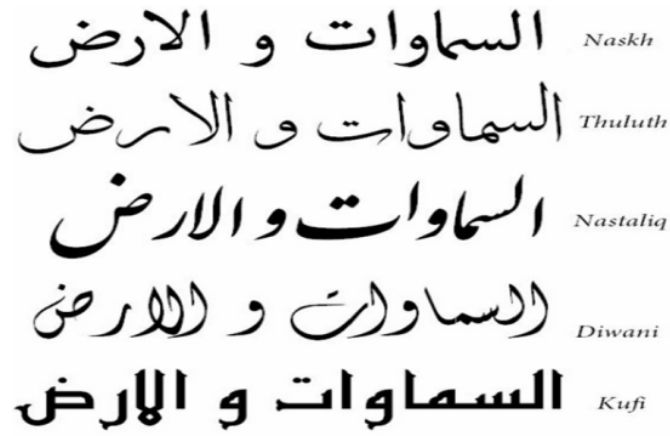 السماوات و الارض Naskh
السماوات و الارض Thuluth
السماوات و الارض Nastaliq
السماوات و الارض Diwani
السماوات و الارض Kufi